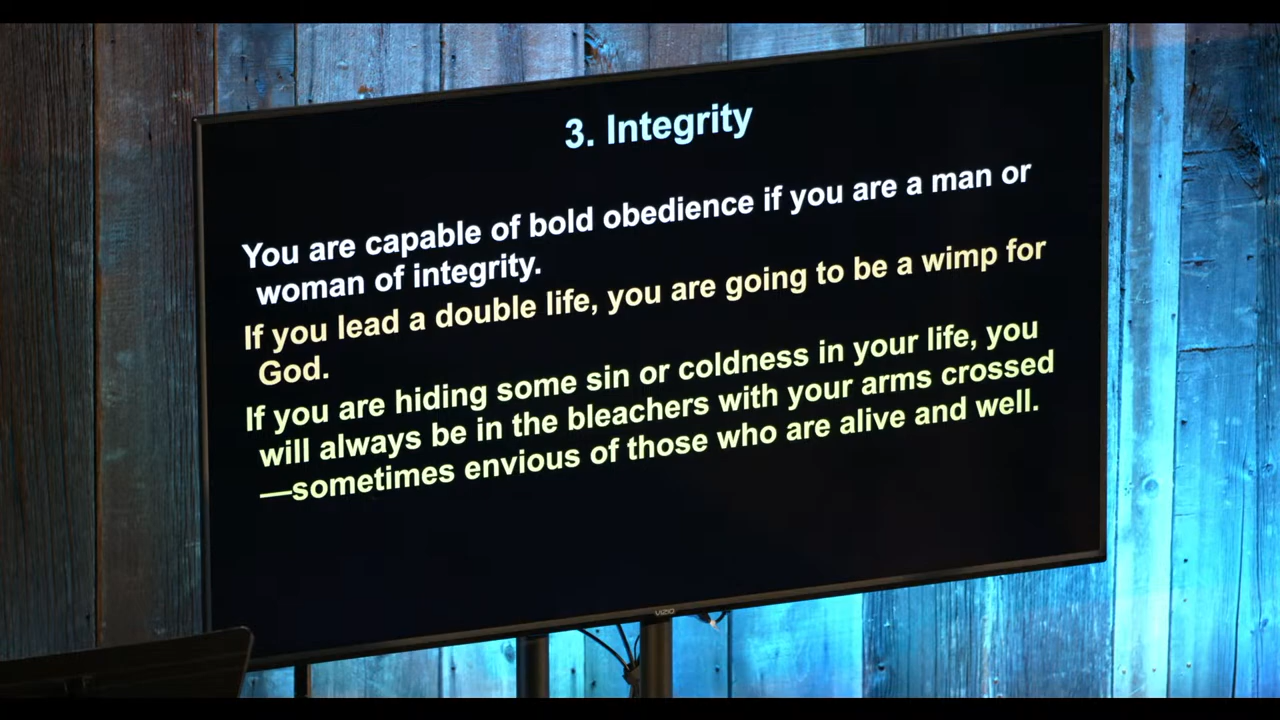 3. Integrity
You are capable of bold obedience if you are a man or
woman of integrity.
If you lead a double life, you are going to be a wimp for
God.
If you are hiding some sin or coldness in your life, you
will always be in the bleachers with your arms crossed
—sometimes envious of those who are alive and well.
VIZIO